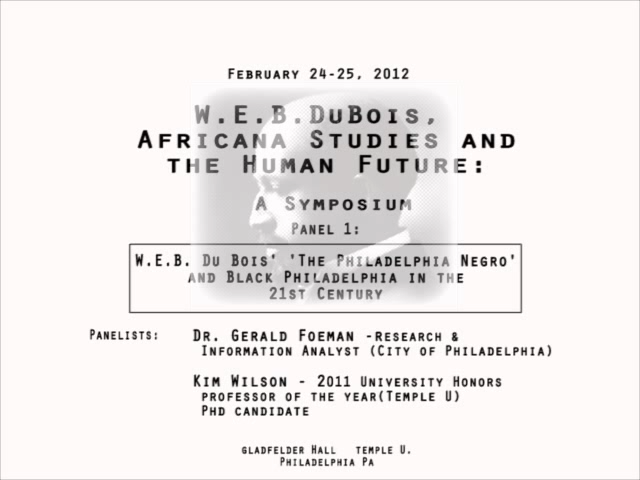 February 24-25, 2012
W.E.B.DuBois,
Africana Studies and
the Human Future:
A Symposium
Panel 1:
W.E.B. Du Bois' 'The Philadelphia Negro'
and Black Philadelphia in the
21st Century
Panelists: Dr. Gerald Foeman -Research &
Information Analyst (City of Philadelphia)
Kim Wilson - 2011 University Honors
professor of the year(Temple U)
PhD candidate
gladfelder Hall temple U.
Philadelphia Pa